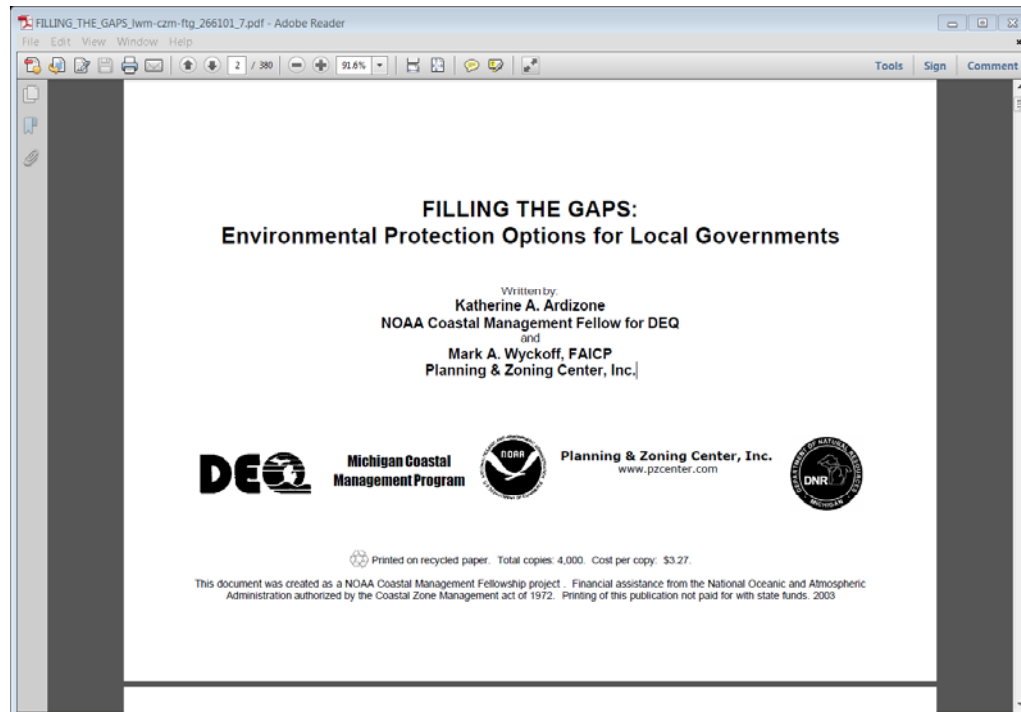 FILLING_THE_GAPS_lwm-czm-ftg_266101_7.pdf - Adobe Reader
File Edit View Window Help
2 / 380
91.6%
Tools Sign Comment
FILLING THE GAPS:
Environmental Protection Options for Local Governments
Written by:
Katherine A. Ardizone
NOAA Coastal Management Fellow for DEQ
and
Mark A. Wyckoff, FAICP
Planning & Zoning Center, Inc.
DEQ
Michigan Coastal
Management Program
NOAA
Planning & Zoning Center, Inc.
www.pzcenter.com
DEPARTMENT OF NATURAL RESOURCES
DNR
MICHIGAN
Printed on recycled paper. Total copies: 4,000. Cost per copy: $3.27.
This document was created as a NOAA Coastal Management Fellowship project . Financial assistance from the National Oceanic and Atmospheric
Administration authorized by the Coastal Zone Management act of 1972. Printing of this publication not paid for with state funds. 2003